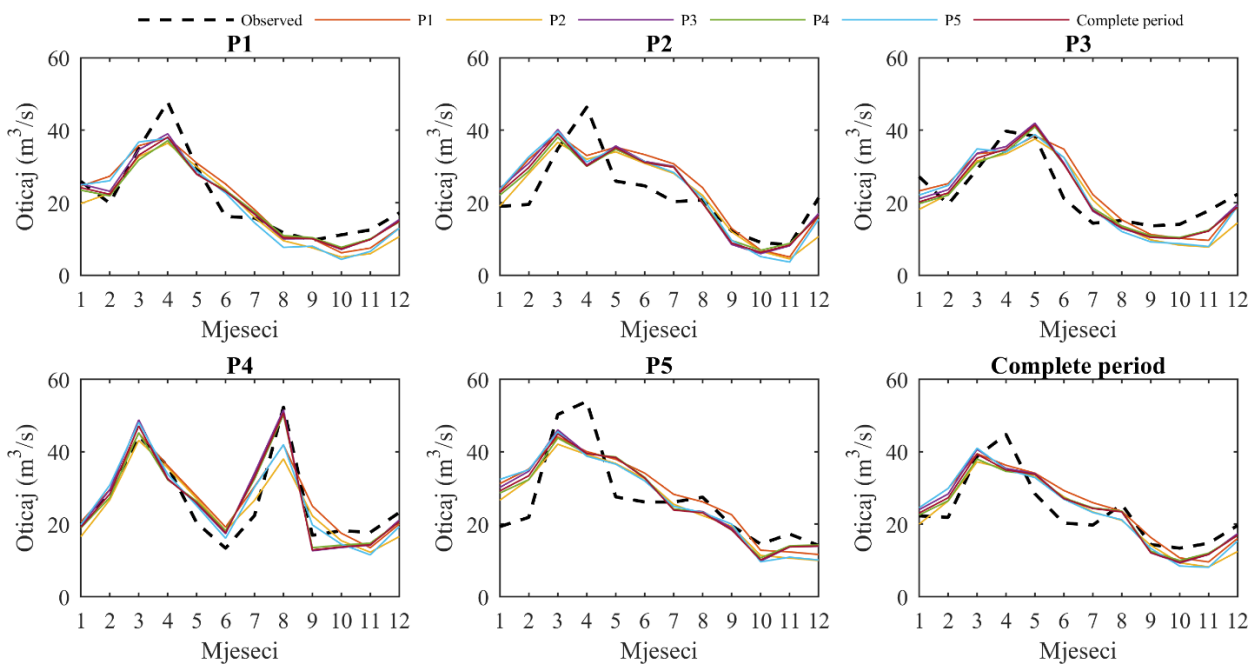 Observed P1 P2 P3 P4 P5 Complete period
P1 P2 P3
60 60 60
40 40 40
20 20 20
0 0 0
Oticaj (m³/s) Oticaj (m³/s) Oticaj (m³/s)
1 2 3 4 5 6 7 8 9 10 11 12 1 2 3 4 5 6 7 8 9 10 11 12 1 2 3 4 5 6 7 8 9 10 11 12
Mjeseci Mjeseci Mjeseci
P4 P5 Complete period
60 60 60
40 40 40
20 20 20
0 0 0
Oticaj (m³/s) Oticaj (m³/s) Oticaj (m³/s)
1 2 3 4 5 6 7 8 9 10 11 12 1 2 3 4 5 6 7 8 9 10 11 12 1 2 3 4 5 6 7 8 9 10 11 12
Mjeseci Mjeseci Mjeseci